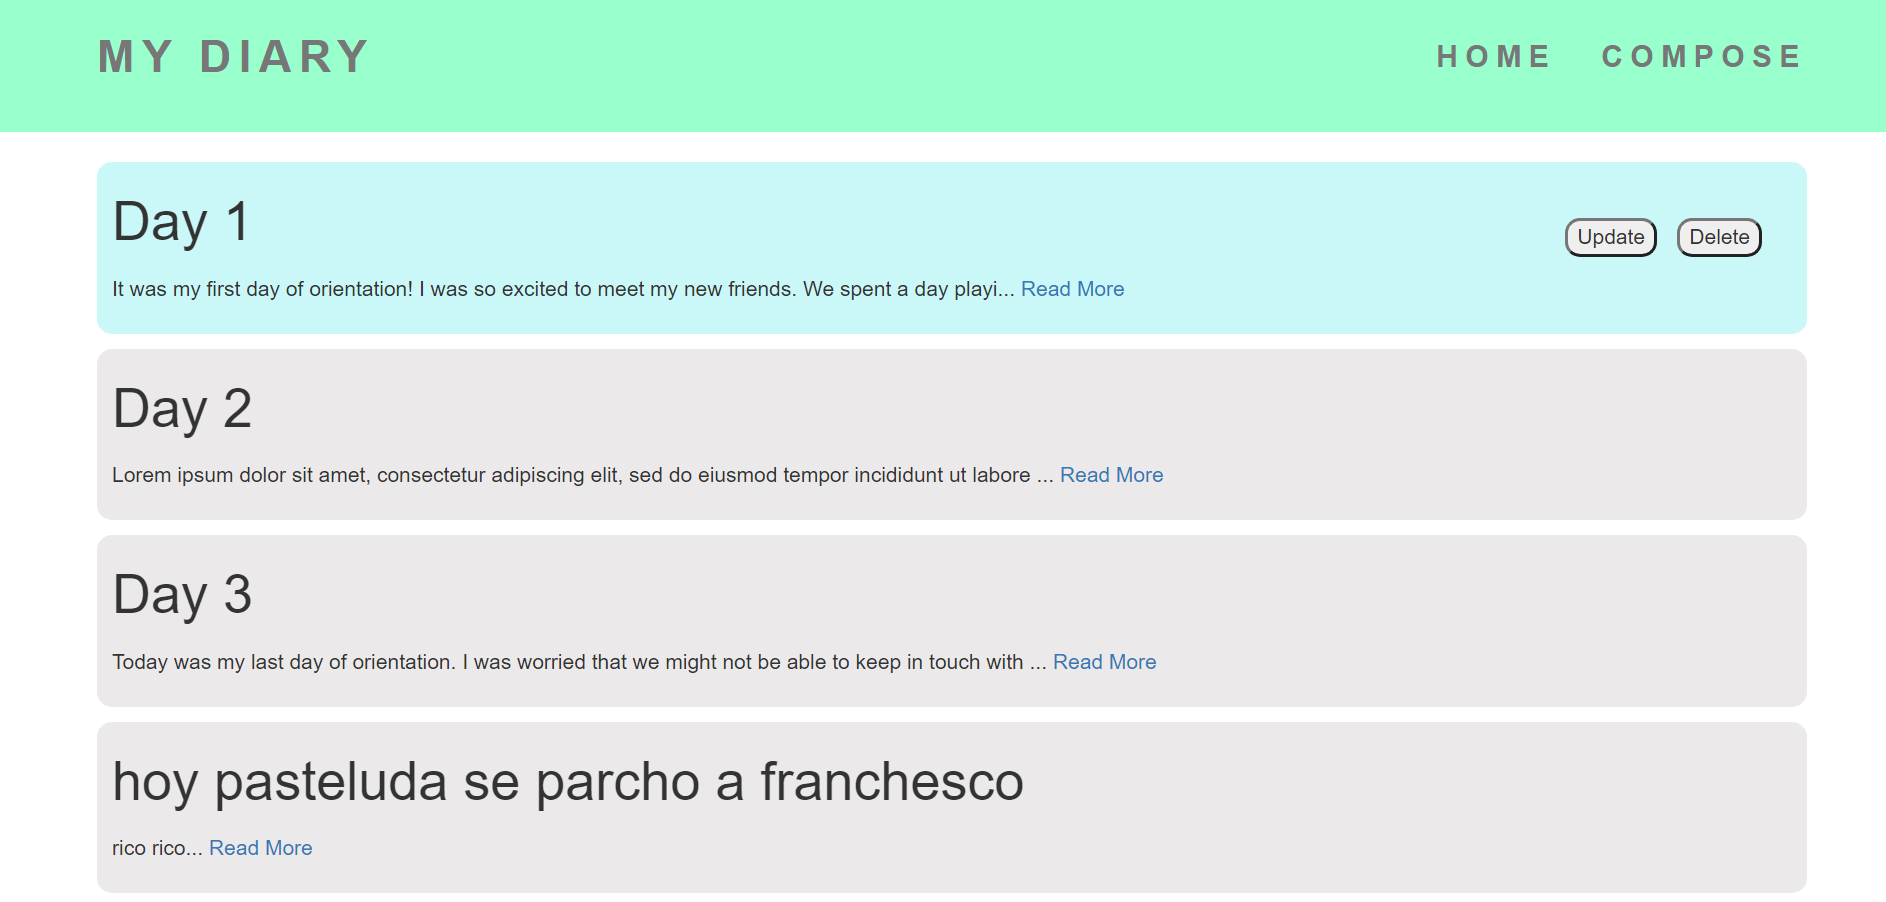 MY DIARY
HOME COMPOSE
Day 1
Update Delete
It was my first day of orientation! I was so excited to meet my new friends. We spent a day playi... Read More
Day 2
Lorem ipsum dolor sit amet, consectetur adipiscing elit, sed do eiusmod tempor incididunt ut labore ... Read More
Day 3
Today was my last day of orientation. I was worried that we might not be able to keep in touch with ... Read More
hoy pasteluda se parcho a franchesco
rico rico... Read More